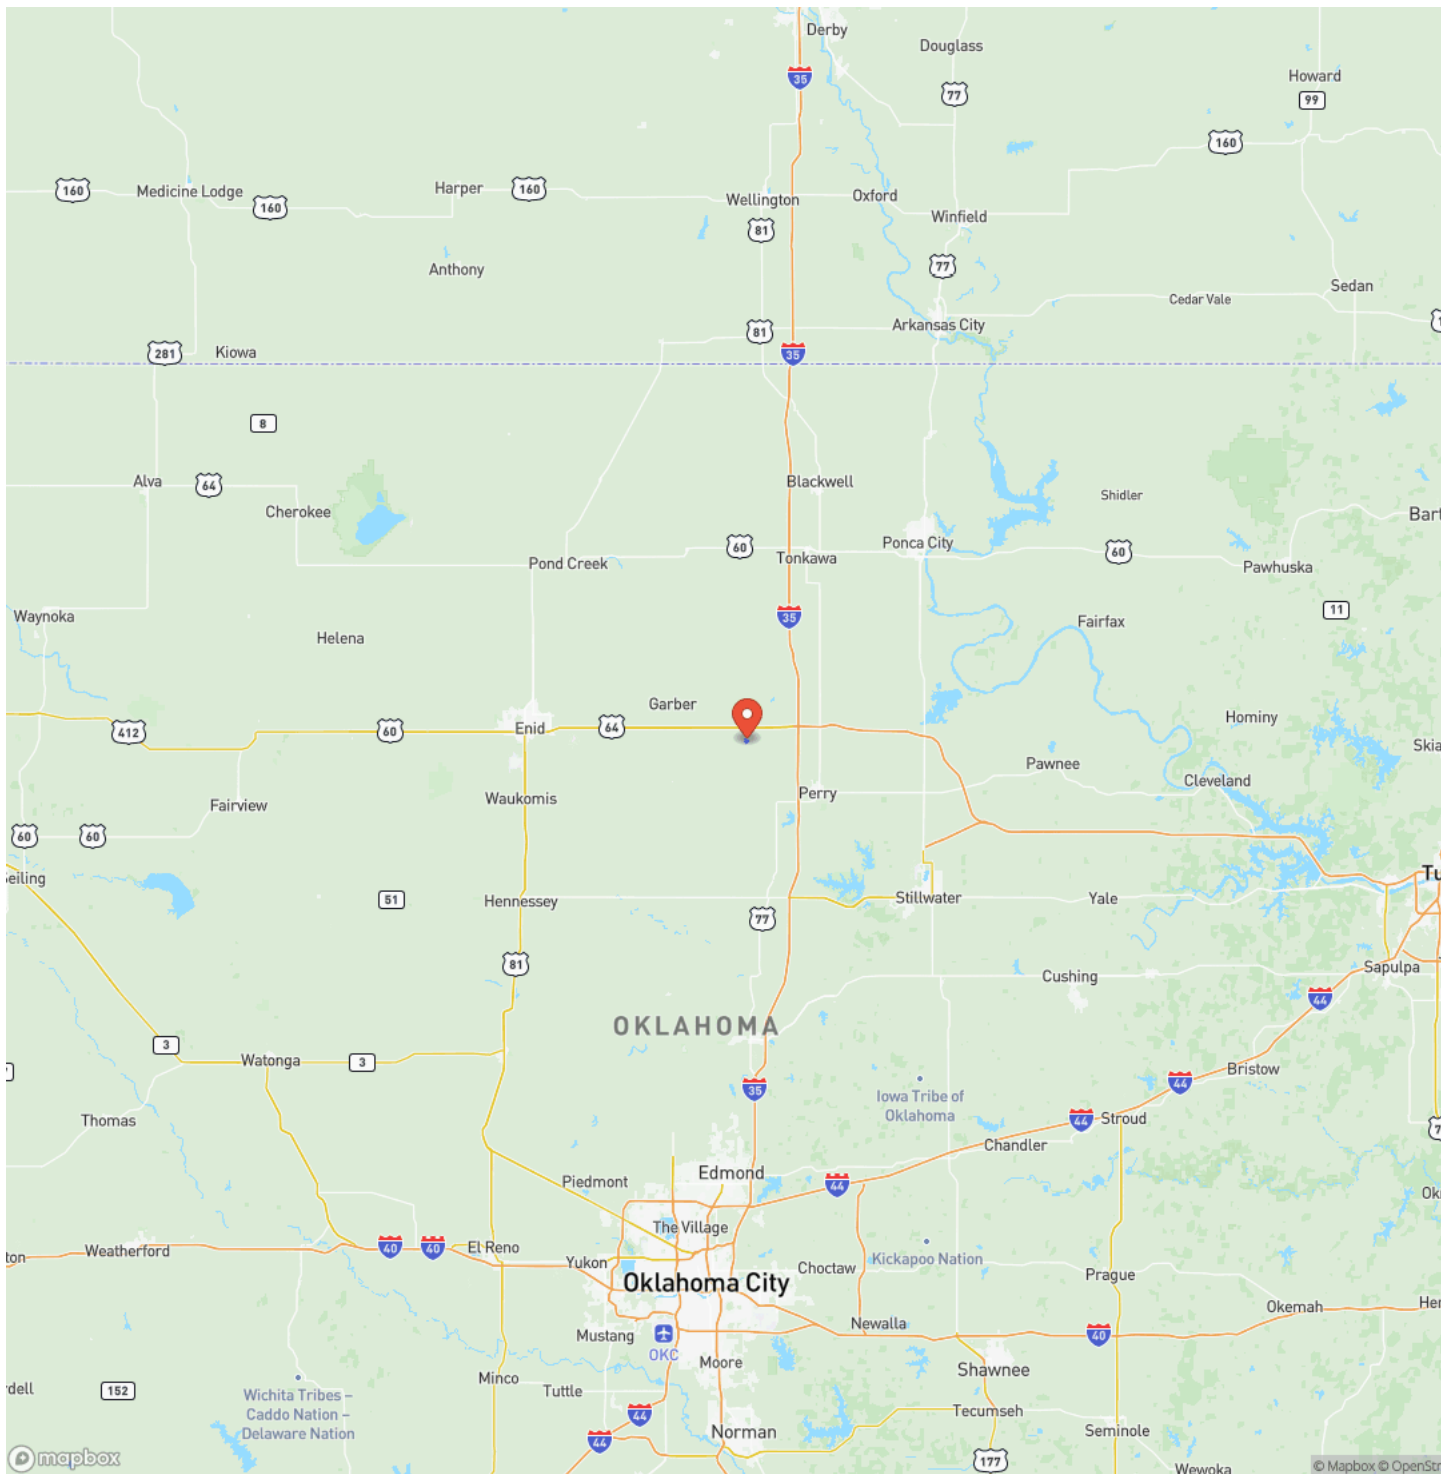 Derby
Douglass
35
77
Howard
99
160
160
Medicine Lodge
160
Harper
160
Wellington
Oxford
Winfield
81
77
Anthony
Sedan
Cedar Vale
Arkansas City
81
35
281
Kiowa
8
Alva
64
Cherokee
Blackwell
Shidler
Ponca City
60
Tonkawa
60
Pond Creek
Pawhuska
Waynoka
Helena
35
11
Fairfax
Garber
Enid
64
412
60
Hominy
Pawnee
Cleveland
Waukomis
Perry
Fairview
60
60
51
Hennessey
Stillwater
Yale
77
81
Cushing
Sapulpa
44
OKLAHOMA
3
Watonga
3
35
Iowa Tribe of
Oklahoma
44
Bristow
Thomas
44
Stroud
Chandler
Edmond
Piedmont
44
The Village
Weatherford
40
40
El Reno
Yukon
Choctaw
Kickapoo Nation
Prague
Oklahoma City
Okemah
Newalla
40
Mustang
OKC
Moore
Shawnee
Minco
Tuttle
152
Wichita Tribes –
Caddo Nation –
Delaware Nation
44
Tecumseh
44
Norman
Seminole
177
Wewoka
mapbox
© Mapbox © OpenStr